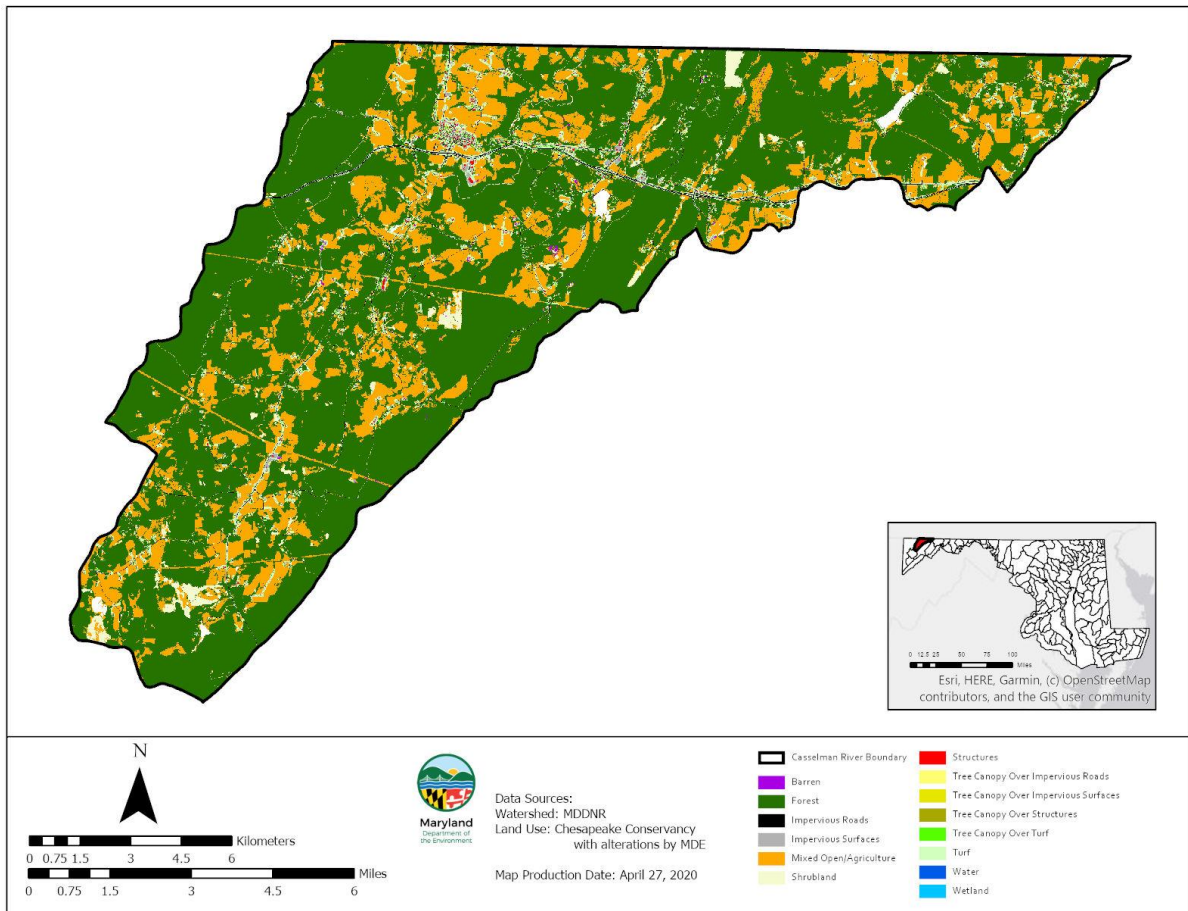 0 12.5 25 50 75 100
Miles
Esri, HERE, Garmin, (c) OpenStreetMap
contributors, and the GIS user community
N
Kilometers
0 0.75 1.5 3 4.5 6
Miles
0 0.75 1.5 3 4.5 6
Maryland
Department of
the Environment
Data Sources:
Watershed: MDDNR
Land Use: Chesapeake Conservancy
with alterations by MDE
Map Production Date: April 27, 2020
Casselman River Boundary
Barren
Forest
Impervious Roads
Impervious Surfaces
Mixed Open/Agriculture
Shrubland
Structures
Tree Canopy Over Impervious Roads
Tree Canopy Over Impervious Surfaces
Tree Canopy Over Structures
Tree Canopy Over Turf
Turf
Water
Wetland